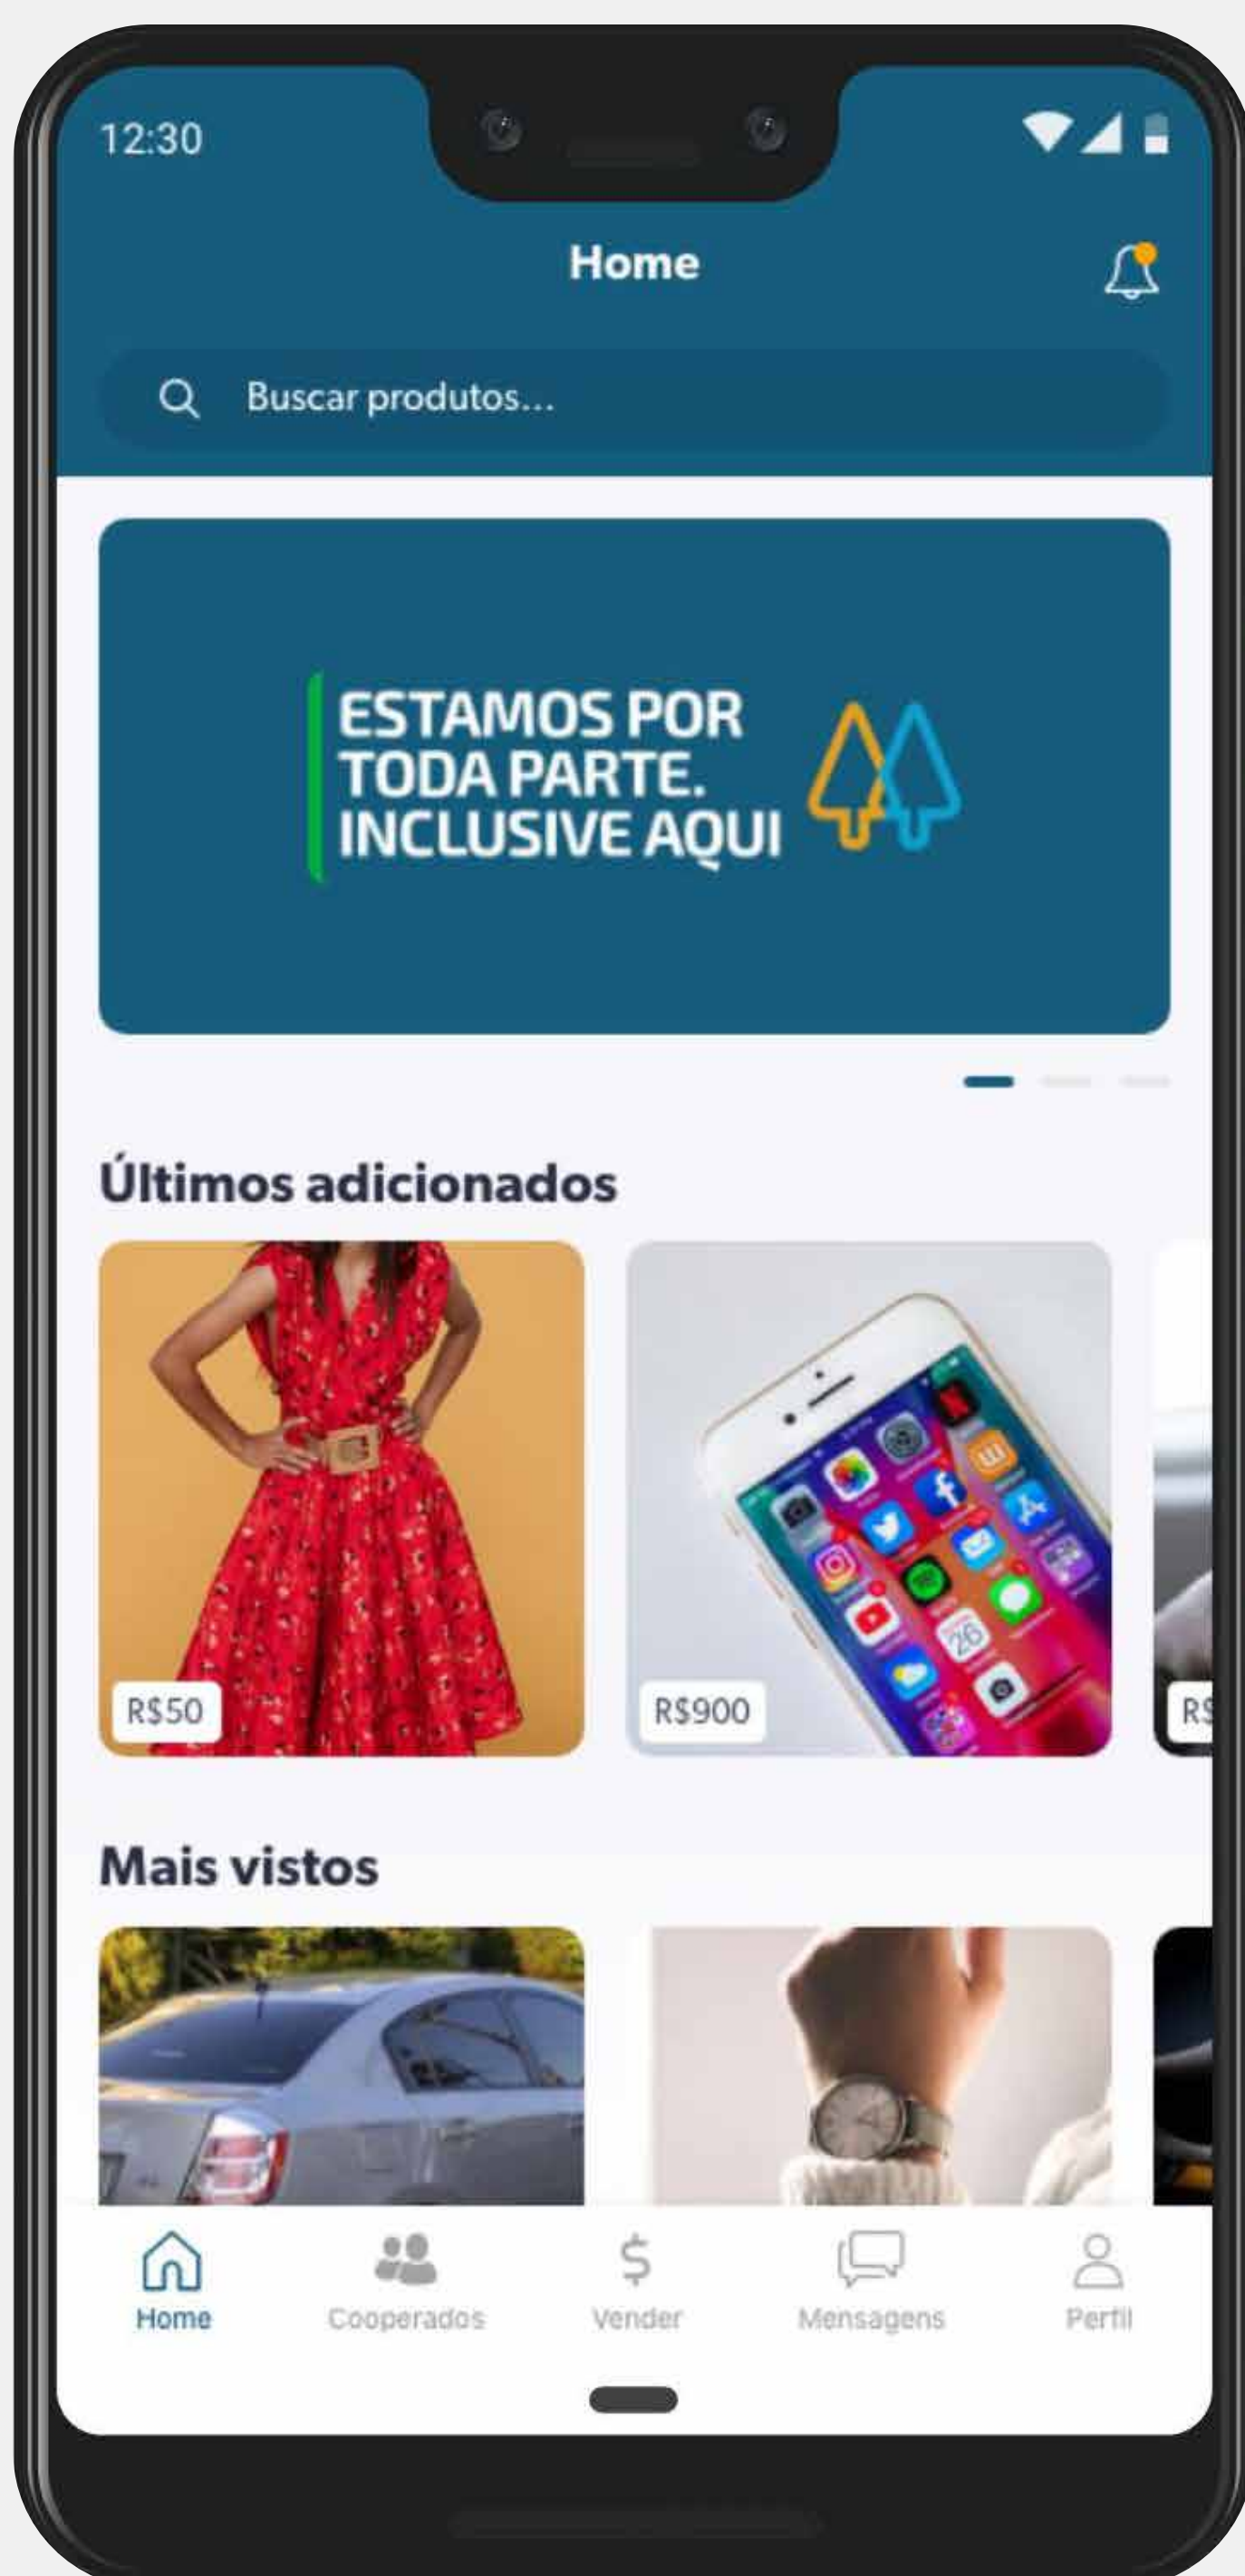 12:30
Home
Buscar produtos...
ESTAMOS POR
TODA PARTE.
INCLUSIVE AQUI
Últimos adicionados
R$50
R$900
R$
26
Mais vistos
Home
Cooperados
Vender
Mensagens
Perfil